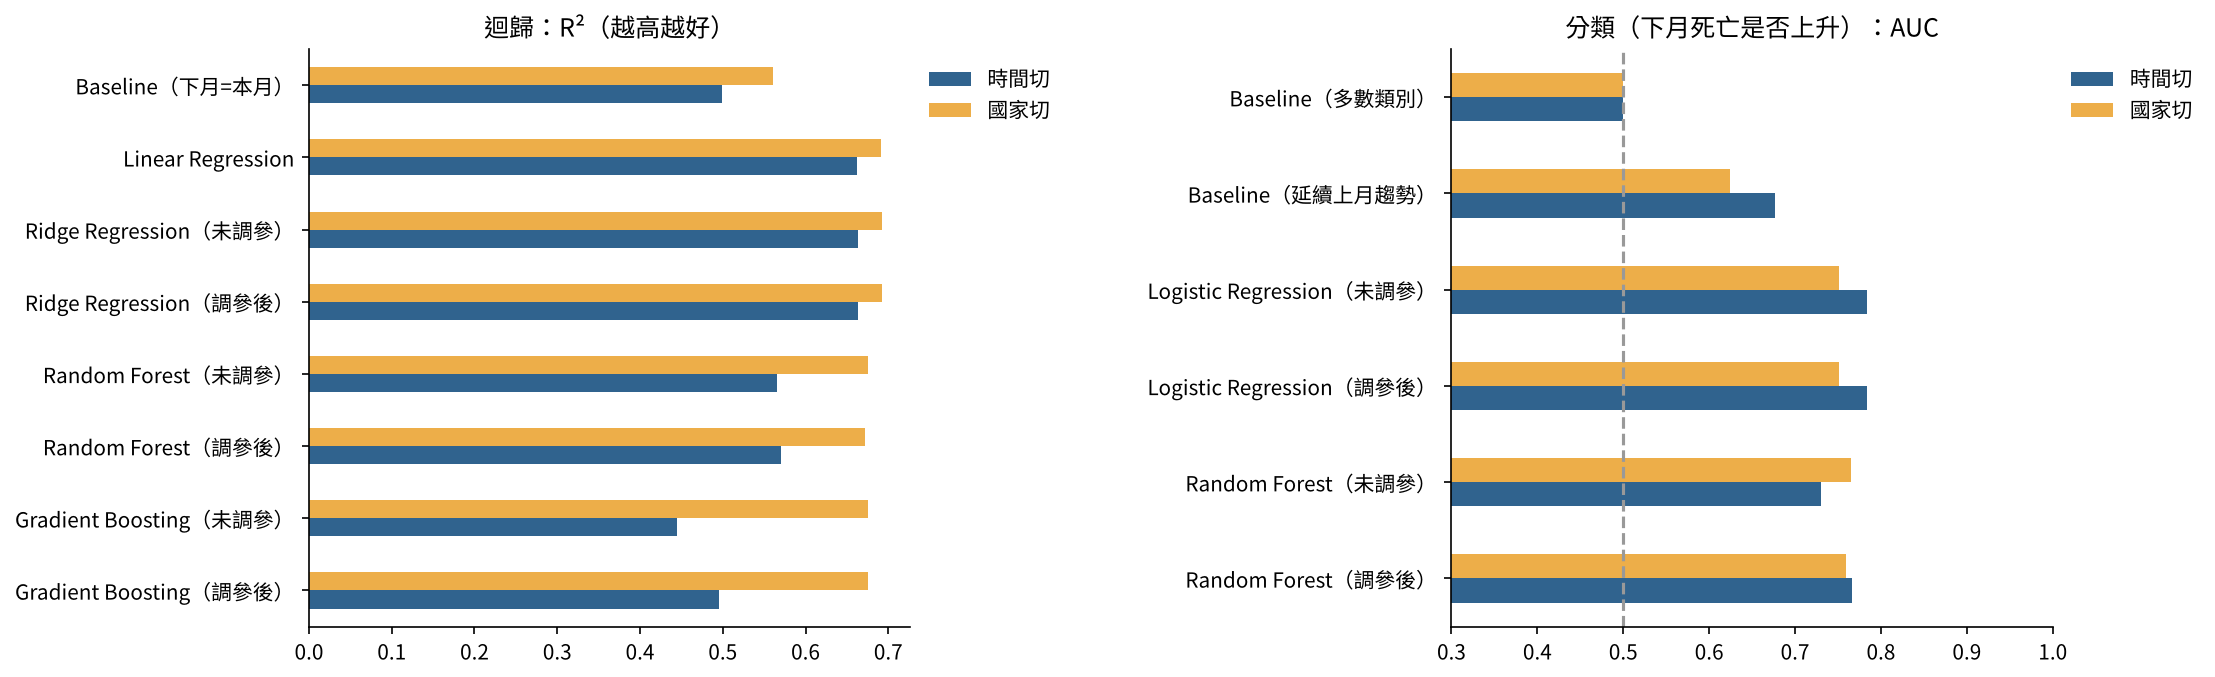 迴歸：R²（越高越好）
Baseline（下月=本月）
Linear Regression
Ridge Regression（未調參）
Ridge Regression（調參後）
Random Forest（未調參）
Random Forest（調參後）
Gradient Boosting（未調參）
Gradient Boosting（調參後）
0.0 0.1 0.2 0.3 0.4 0.5 0.6 0.7
時間切
國家切
分類（下月死亡是否上升）：AUC
Baseline（多數類別）
Baseline（延續上月趨勢）
Logistic Regression（未調參）
Logistic Regression（調參後）
Random Forest（未調參）
Random Forest（調參後）
0.3 0.4 0.5 0.6 0.7 0.8 0.9 1.0
時間切
國家切